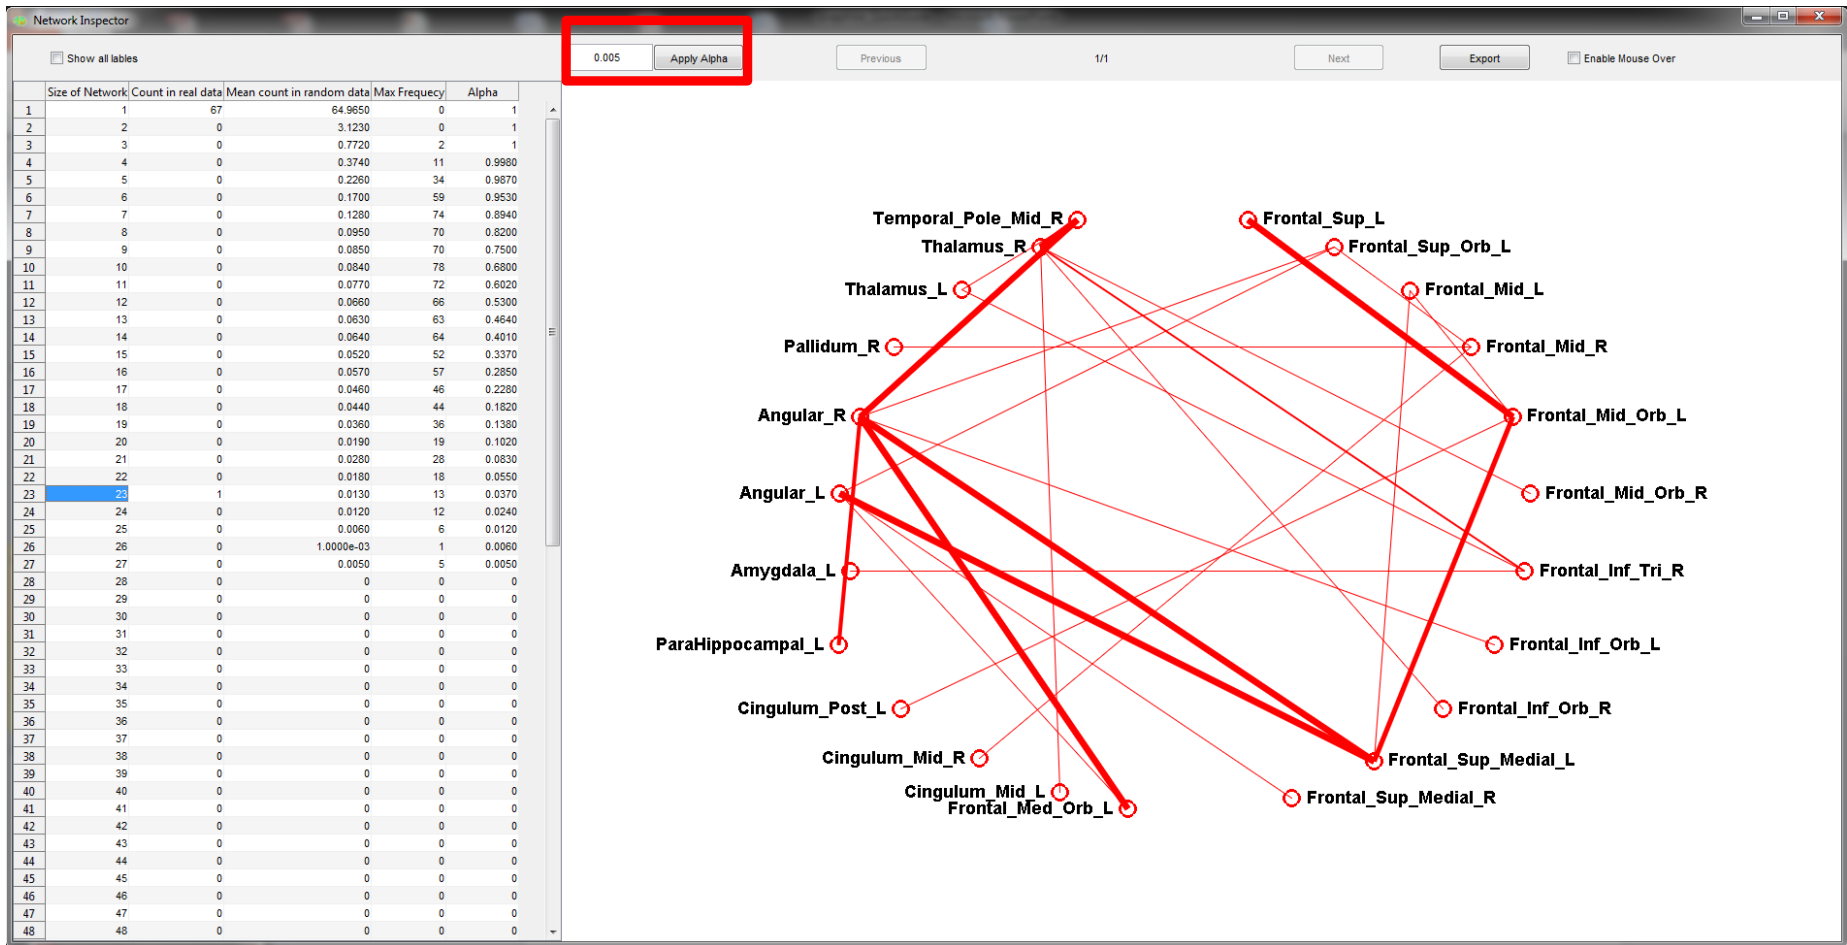 Network Inspector
Show all lables
0.005 Apply Alpha Previous 1/1 Next Export Enable Mouse Over
Size of Network Count in real data Mean count in random data Max Frequecy Alpha
1 1 67 64.9650 0 1
2 2 0 3.1230 0 1
3 3 0 0.7720 2 1
4 4 0 0.3740 11 0.9980
5 5 0 0.2260 34 0.9870
6 6 0 0.1700 59 0.9530
7 7 0 0.1280 74 0.8940
8 8 0 0.0950 70 0.8200
9 9 0 0.0850 70 0.7500
10 10 0 0.0840 78 0.6800
11 11 0 0.0770 72 0.6020
12 12 0 0.0660 66 0.5300
13 13 0 0.0630 63 0.4640
14 14 0 0.0640 64 0.4010
15 15 0 0.0520 52 0.3370
16 16 0 0.0570 57 0.2850
17 17 0 0.0460 46 0.2280
18 18 0 0.0440 44 0.1820
19 19 0 0.0360 36 0.1380
20 20 0 0.0190 19 0.1020
21 21 0 0.0280 28 0.0830
22 22 0 0.0180 18 0.0550
23 23 1 0.0130 13 0.0370
24 24 0 0.0120 12 0.0240
25 25 0 0.0060 6 0.0120
26 26 0 1.0000e-03 1 0.0060
27 27 0 0.0050 5 0.0050
28 28 0 0 0 0
29 29 0 0 0 0
30 30 0 0 0 0
31 31 0 0 0 0
32 32 0 0 0 0
33 33 0 0 0 0
34 34 0 0 0 0
35 35 0 0 0 0
36 36 0 0 0 0
37 37 0 0 0 0
38 38 0 0 0 0
39 39 0 0 0 0
40 40 0 0 0 0
41 41 0 0 0 0
42 42 0 0 0 0
43 43 0 0 0 0
44 44 0 0 0 0
45 45 0 0 0 0
46 46 0 0 0 0
47 47 0 0 0 0
48 48 0 0 0 0
Temporal_Pole_Mid_R Frontal_Sup_L
Thalamus_R Frontal_Sup_Orb_L
Thalamus_L Frontal_Mid_L
Pallidum_R Frontal_Mid_R
Angular_R Frontal_Mid_Orb_L
Angular_L Frontal_Mid_Orb_R
Amygdala_L Frontal_Inf_Tri_R
ParaHippocampal_L Frontal_Inf_Orb_L
Cingulum_Post_L Frontal_Inf_Orb_R
Cingulum_Mid_R Frontal_Sup_Medial_L
Cingulum_Mid_L Frontal_Sup_Medial_R
Frontal_Med_Orb_L